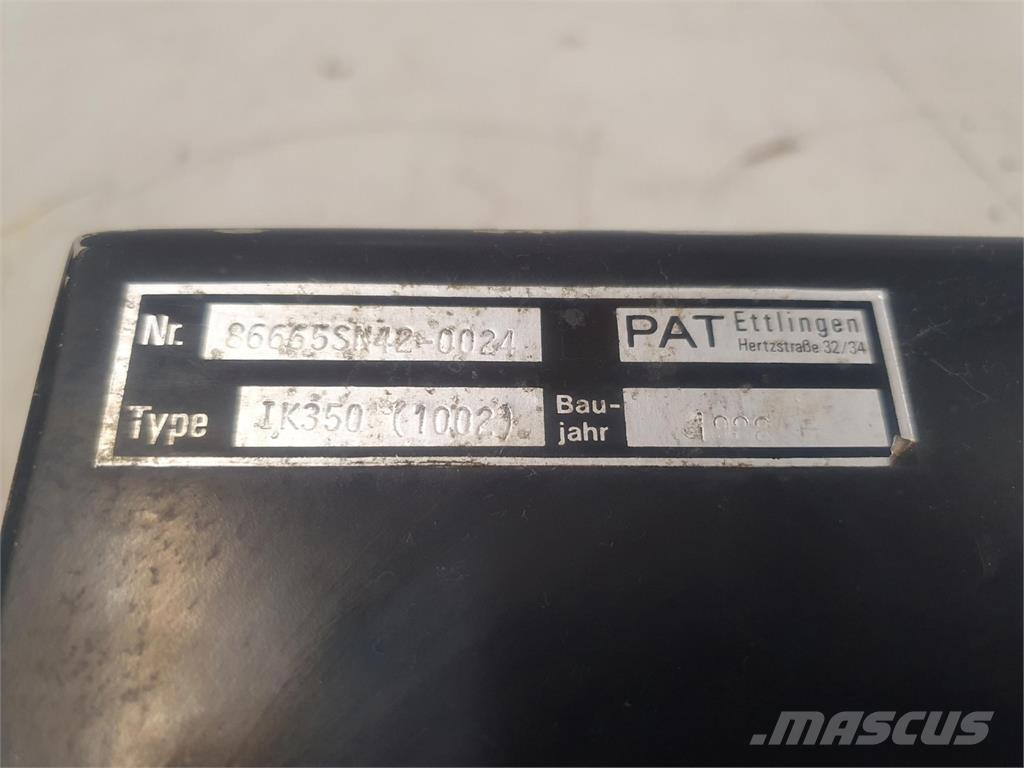 Nr. 86665SN42-0024
PAT Ettlingen
Hertzstraße 32/34
Type IK350 (1002)
Bau-
jahr
MASCUS